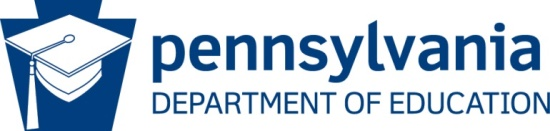 pennsylvania
DEPARTMENT OF EDUCATION